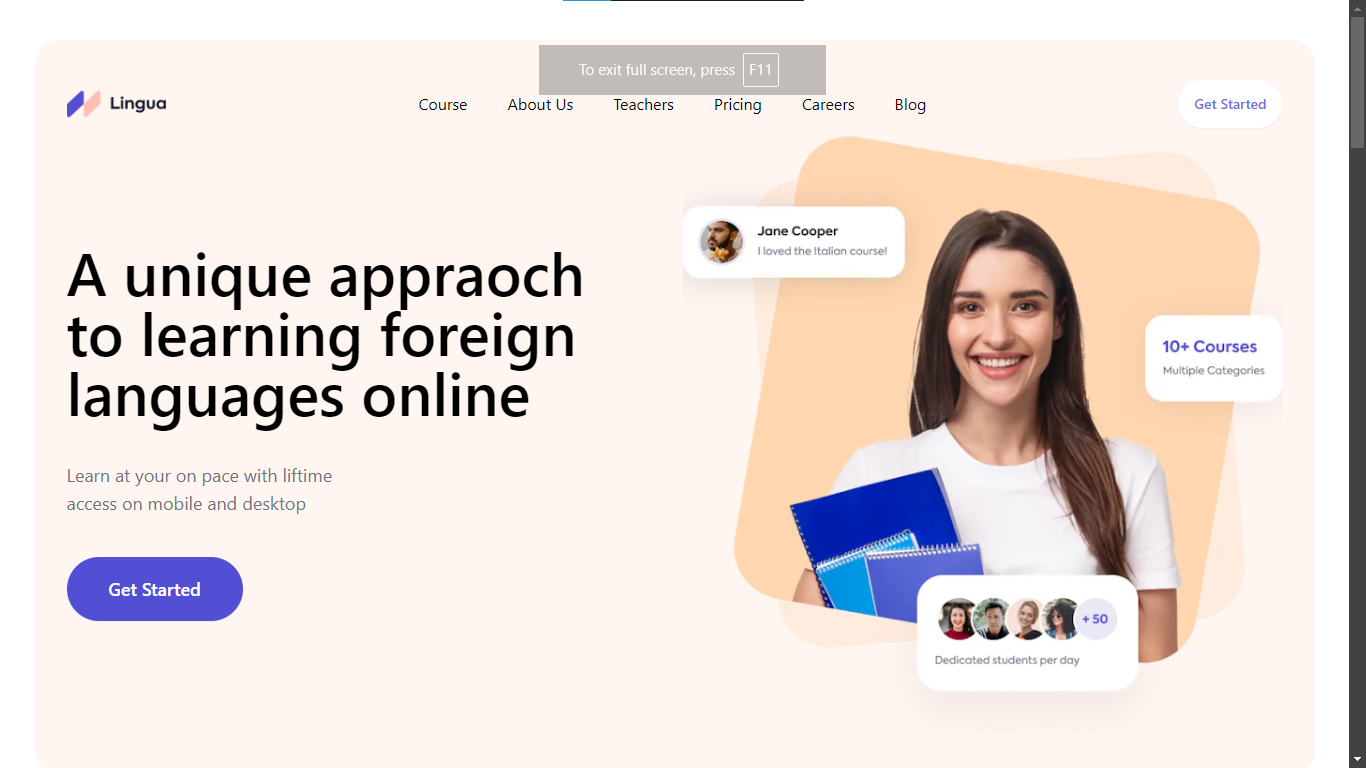 To exit full screen, press F11
Lingua
Course About Us Teachers Pricing Careers Blog
Get Started
A unique appraoch
to learning foreign
languages online
Learn at your on pace with liftime
access on mobile and desktop
Get Started
Jane Cooper
I loved the Italian course!
10+ Courses
Multiple Categories
+ 50
Dedicated students per day